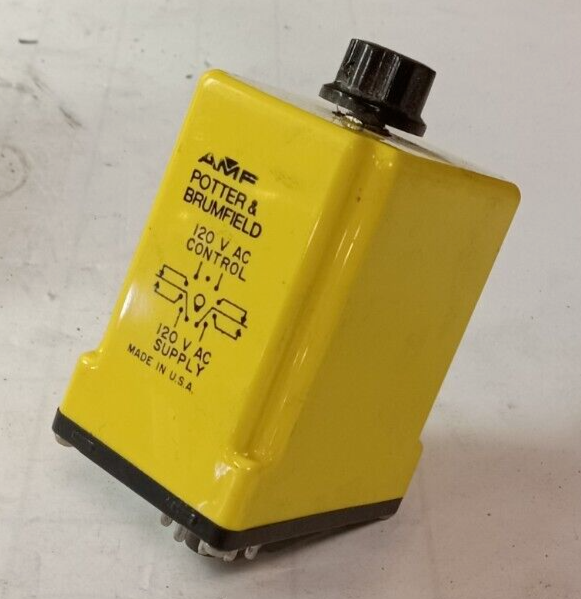 AMF
POTTER &
BRUMFIELD
120 V AC
CONTROL
120 V AC
SUPPLY
MADE IN U.S.A.